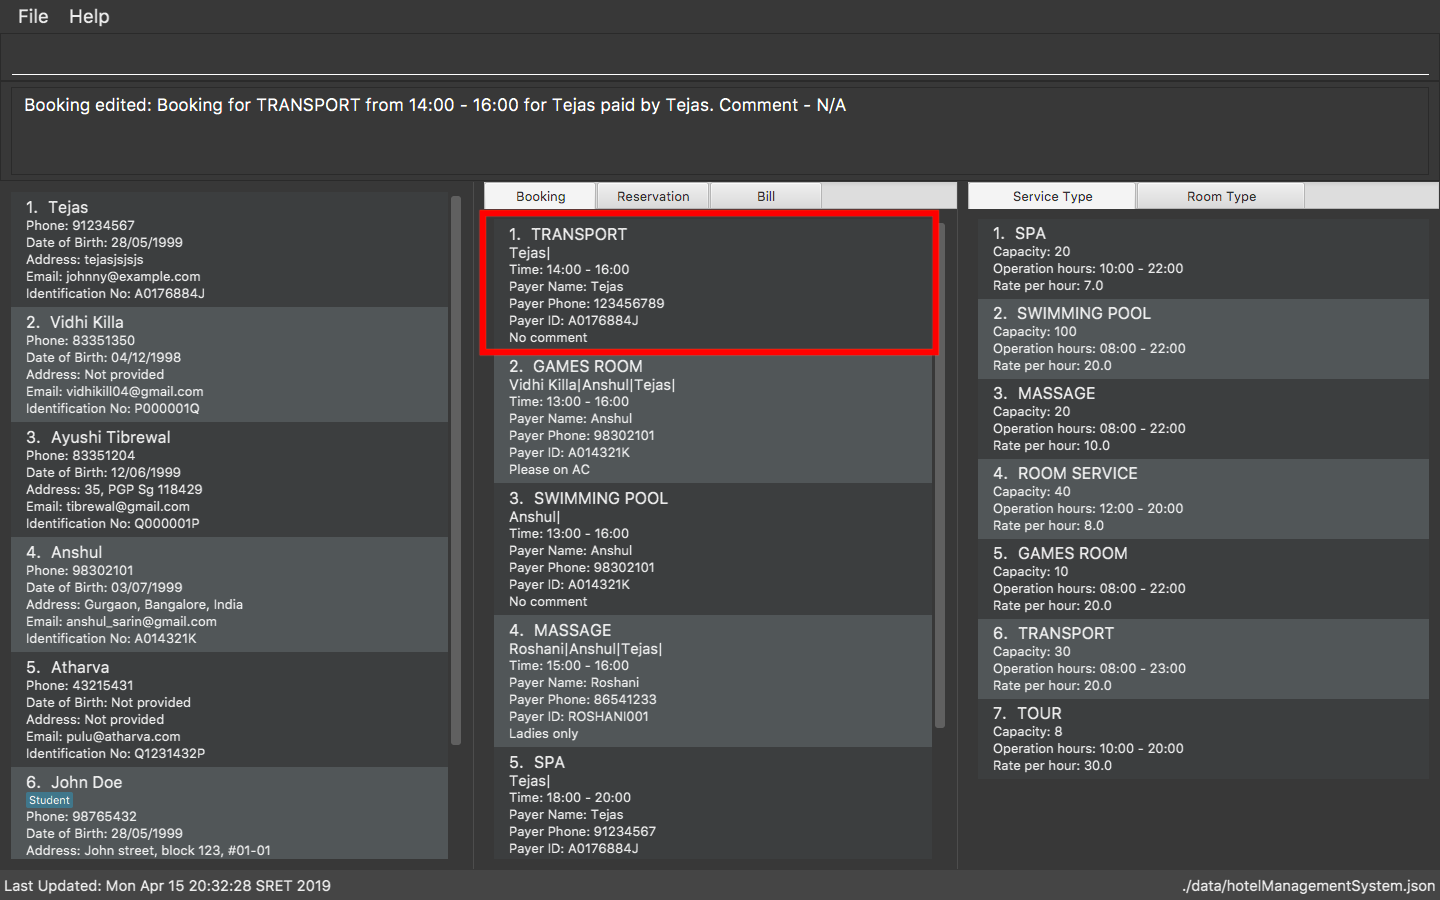 File Help
Booking edited: Booking for TRANSPORT from 14:00 - 16:00 for Tejas paid by Tejas. Comment - N/A
1. Tejas
Phone: 91234567
Date of Birth: 28/05/1999
Address: tejasjsjsjs
Email: johnny@example.com
Identification No: A0176884J
2. Vidhi Killa
Phone: 83351350
Date of Birth: 04/12/1998
Address: Not provided
Email: vidhikill04@gmail.com
Identification No: P000001Q
3. Ayushi Tibrewal
Phone: 83351204
Date of Birth: 12/06/1999
Address: 35, PGP Sg 118429
Email: tibrewal@gmail.com
Identification No: Q000001P
4. Anshul
Phone: 98302101
Date of Birth: 03/07/1999
Address: Gurgaon, Bangalore, India
Email: anshul_sarin@gmail.com
Identification No: A014321K
5. Atharva
Phone: 43215431
Date of Birth: Not provided
Address: Not provided
Email: pulu@atharva.com
Identification No: Q1231432P
6. John Doe
Student
Phone: 98765432
Date of Birth: 28/05/1999
Address: John street, block 123, #01-01
Booking Reservation Bill
1. TRANSPORT
Tejas|
Time: 14:00 - 16:00
Payer Name: Tejas
Payer Phone: 123456789
Payer ID: A0176884J
No comment
2. GAMES ROOM
Vidhi Killa|Anshul|Tejas|
Time: 13:00 - 16:00
Payer Name: Anshul
Payer Phone: 98302101
Payer ID: A014321K
Please on AC
3. SWIMMING POOL
Anshul|
Time: 13:00 - 16:00
Payer Name: Anshul
Payer Phone: 98302101
Payer ID: A014321K
No comment
4. MASSAGE
Roshani|Anshul|Tejas|
Time: 15:00 - 16:00
Payer Name: Roshani
Payer Phone: 86541233
Payer ID: ROSHANI001
Ladies only
5. SPA
Tejas|
Time: 18:00 - 20:00
Payer Name: Tejas
Payer Phone: 91234567
Payer ID: A0176884J
Service Type Room Type
1. SPA
Capacity: 20
Operation hours: 10:00 - 22:00
Rate per hour: 7.0
2. SWIMMING POOL
Capacity: 100
Operation hours: 08:00 - 22:00
Rate per hour: 20.0
3. MASSAGE
Capacity: 20
Operation hours: 08:00 - 22:00
Rate per hour: 10.0
4. ROOM SERVICE
Capacity: 40
Operation hours: 12:00 - 20:00
Rate per hour: 8.0
5. GAMES ROOM
Capacity: 10
Operation hours: 08:00 - 22:00
Rate per hour: 20.0
6. TRANSPORT
Capacity: 30
Operation hours: 08:00 - 23:00
Rate per hour: 20.0
7. TOUR
Capacity: 8
Operation hours: 10:00 - 20:00
Rate per hour: 30.0
Last Updated: Mon Apr 15 20:32:28 SRET 2019
./data/hotelManagementSystem.json